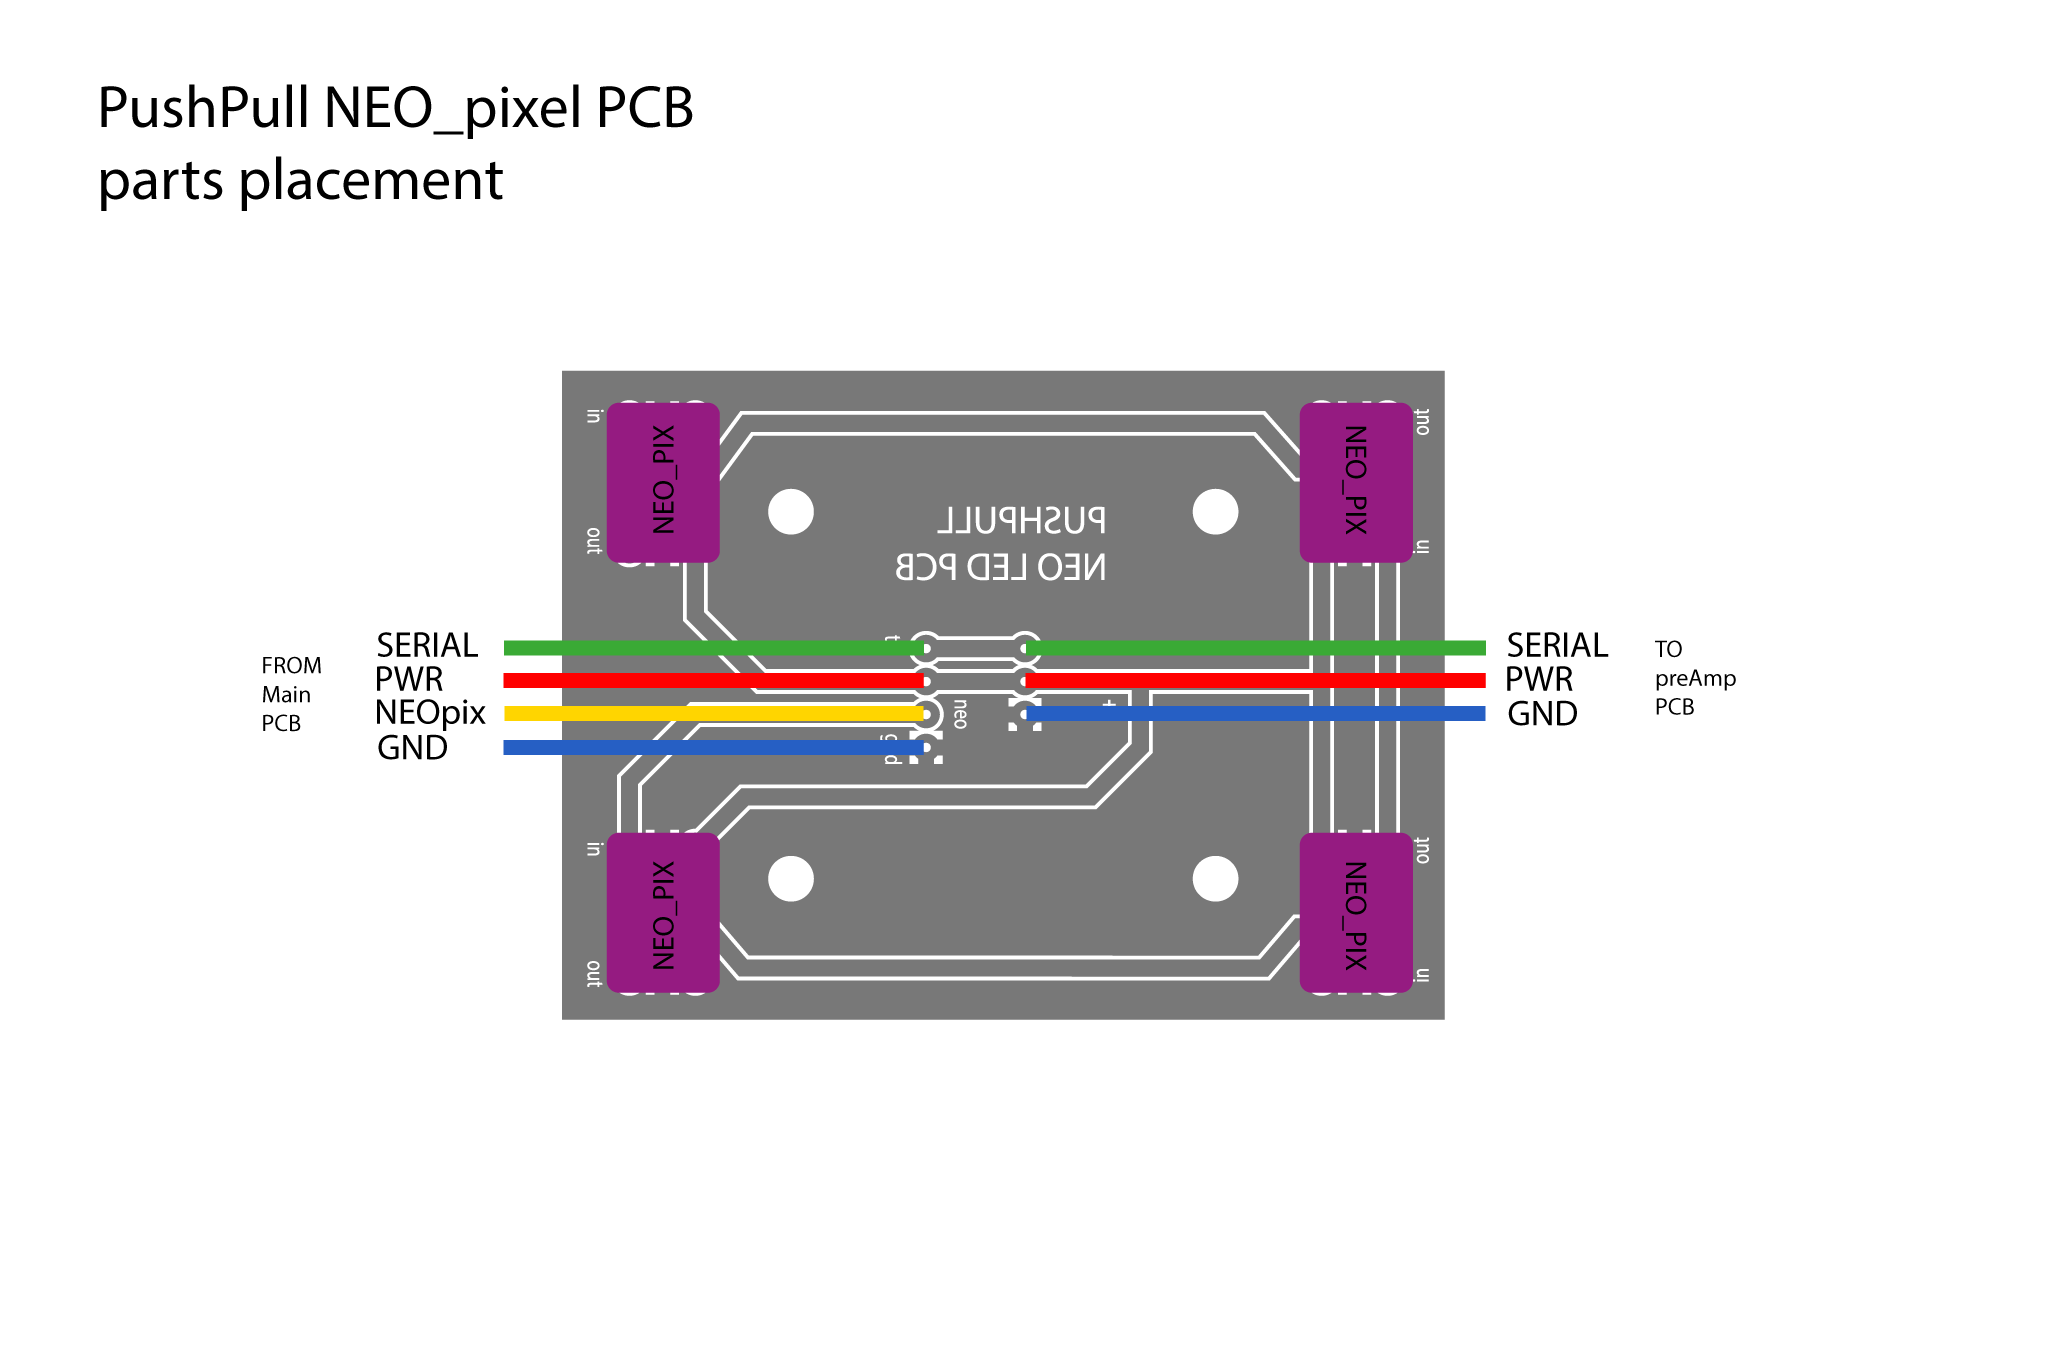 PushPull NEO_pixel PCB
parts placement
in
NEO_PIX
out
NEO_PIX
out
in
PUSHPULL
NEO LED PCB
FROM
Main
PCB
SERIAL
PWR
NEOpix
GND
neo
+
SERIAL
PWR
GND
TO
preAmp
PCB
in
NEO_PIX
out
NEO_PIX
out
in